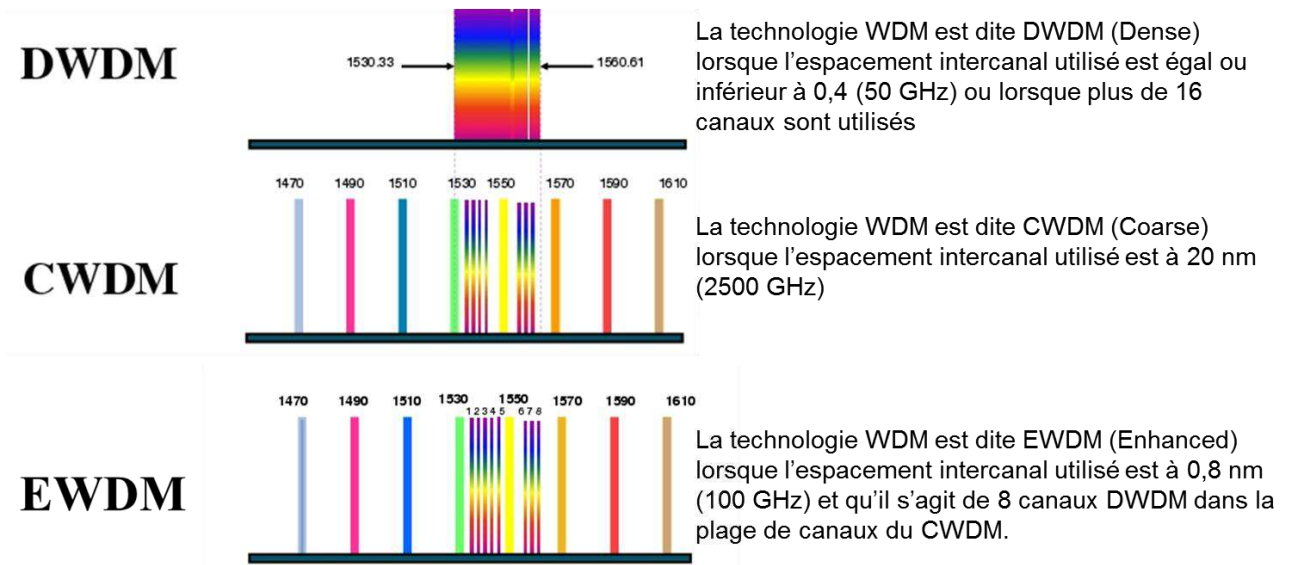 DWDM
1530.33
1560.61
La technologie WDM est dite DWDM (Dense)
lorsque l'espacement intercanal utilisé est égal ou
inférieur à 0,4 (50 GHz) ou lorsque plus de 16
canaux sont utilisés
1470 1490 1510 1530 1550 1570 1590 1610
CWDM
La technologie WDM est dite CWDM (Coarse)
lorsque l'espacement intercanal utilisé est à 20 nm
(2500 GHz)
1470 1490 1510 1530 1550 1570 1590 1610
1 2 3 4 5 6 7 8
EWDM
La technologie WDM est dite EWDM (Enhanced)
lorsque l'espacement intercanal utilisé est à 0,8 nm
(100 GHz) et qu'il s'agit de 8 canaux DWDM dans la
plage de canaux du CWDM.